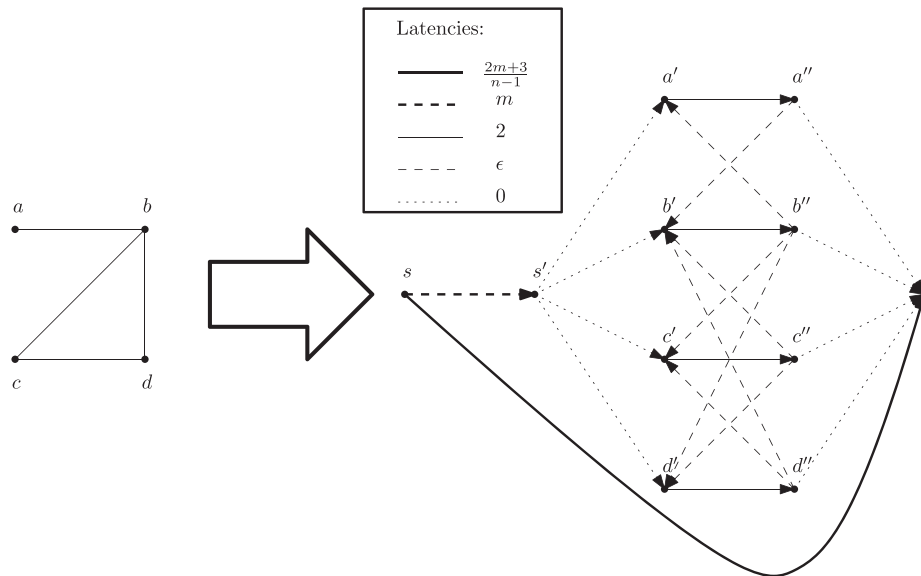 Latencies:
2m+3
n−1
m
2
ϵ
0
a b
c d
s s′
a′ a′′
b′ b′′
c′ c′′
d′ d′′